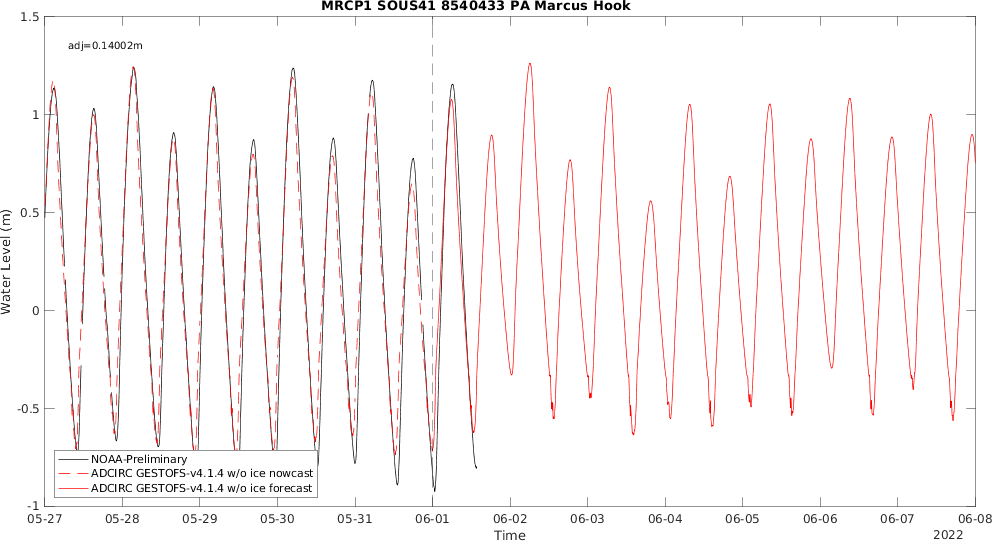 MRCP1 SOUS41 8540433 PA Marcus Hook
adj=0.14002m
Water Level (m)
1.5
1
0.5
0
-0.5
-1
NOAA-Preliminary
ADCIRC GESTOFS-v4.1.4 w/o ice nowcast
ADCIRC GESTOFS-v4.1.4 w/o ice forecast
05-27 05-28 05-29 05-30 05-31 06-01 06-02 06-03 06-04 06-05 06-06 06-07 06-08
Time
2022